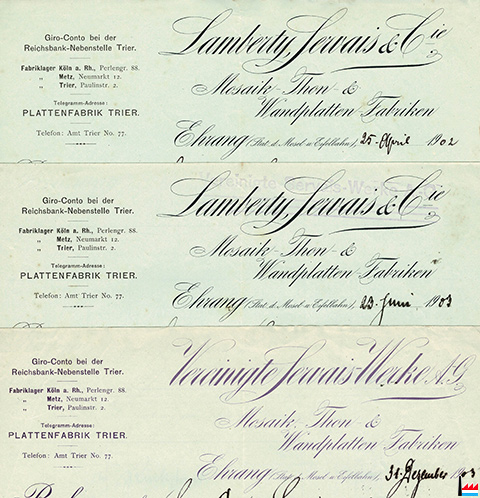 Giro-Conto bei der
Reichsbank-Nebenstelle Trier.
Fabriklager Köln a. Rh., Perlengr. 88.
„ Metz, Neumarkt 12.
„ Trier, Paulinstr. 2.
Telegramm-Adresse:
PLATTENFABRIK TRIER.
Telefon: Amt Trier No. 77.
Lamberty, Servais & Cie
Mosaik-Thon- &
Wandplatten-Fabriken
Ehrang (Stat. d. Mosel- u. Eifelbahn), 25. April 1902
Giro-Conto bei der
Reichsbank-Nebenstelle Trier.
Fabriklager Köln a. Rh., Perlengr. 88.
„ Metz, Neumarkt 12.
„ Trier, Paulinstr. 2.
Telegramm-Adresse:
PLATTENFABRIK TRIER.
Telefon: Amt Trier No. 77.
Lamberty, Servais & Cie
Mosaik-Thon- &
Wandplatten-Fabriken
Ehrang (Stat. d. Mosel- u. Eifelbahn), 23. Juni 1903
Giro-Conto bei der
Reichsbank-Nebenstelle Trier.
Fabriklager Köln a. Rh., Perlengr. 88.
„ Metz, Neumarkt 12.
„ Trier, Paulinstr. 2.
Telegramm-Adresse:
PLATTENFABRIK TRIER.
Telefon: Amt Trier No. 77.
Vereinigte Servais Werke A.G.
Mosaik, Thon- &
Wandplatten Fabriken
Ehrang (Stat. d. Mosel- u. Eifelbahn), 31. Dezember 1903